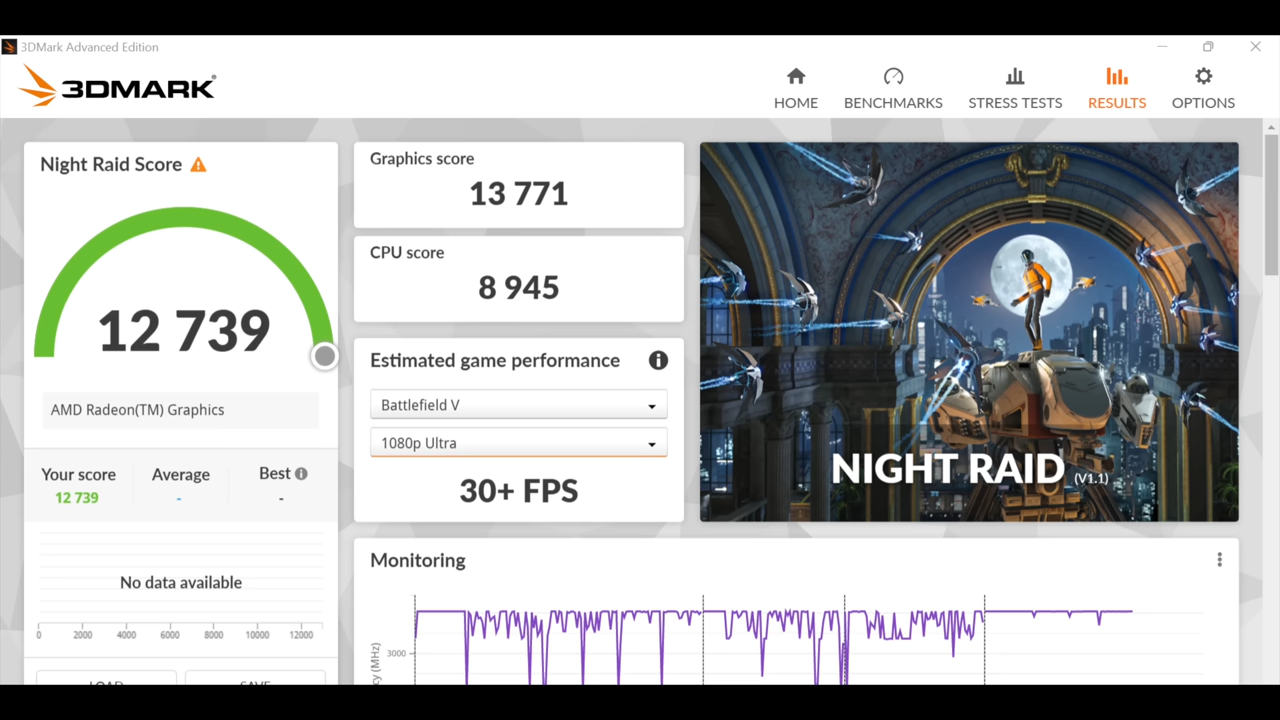 3DMark Advanced Edition
3DMARK
HOME
BENCHMARKS
STRESS TESTS
RESULTS
OPTIONS
Night Raid Score
12 739
AMD Radeon(TM) Graphics
Your score
12 739
Average
-
Best
-
No data available
0 2000 4000 6000 8000 10000 12000
LOAD
SAVE
Graphics score
13 771
CPU score
8 945
Estimated game performance
Battlefield V
1080p Ultra
30+ FPS
NIGHT RAID (V1.1)
Monitoring
3000
(MHz)